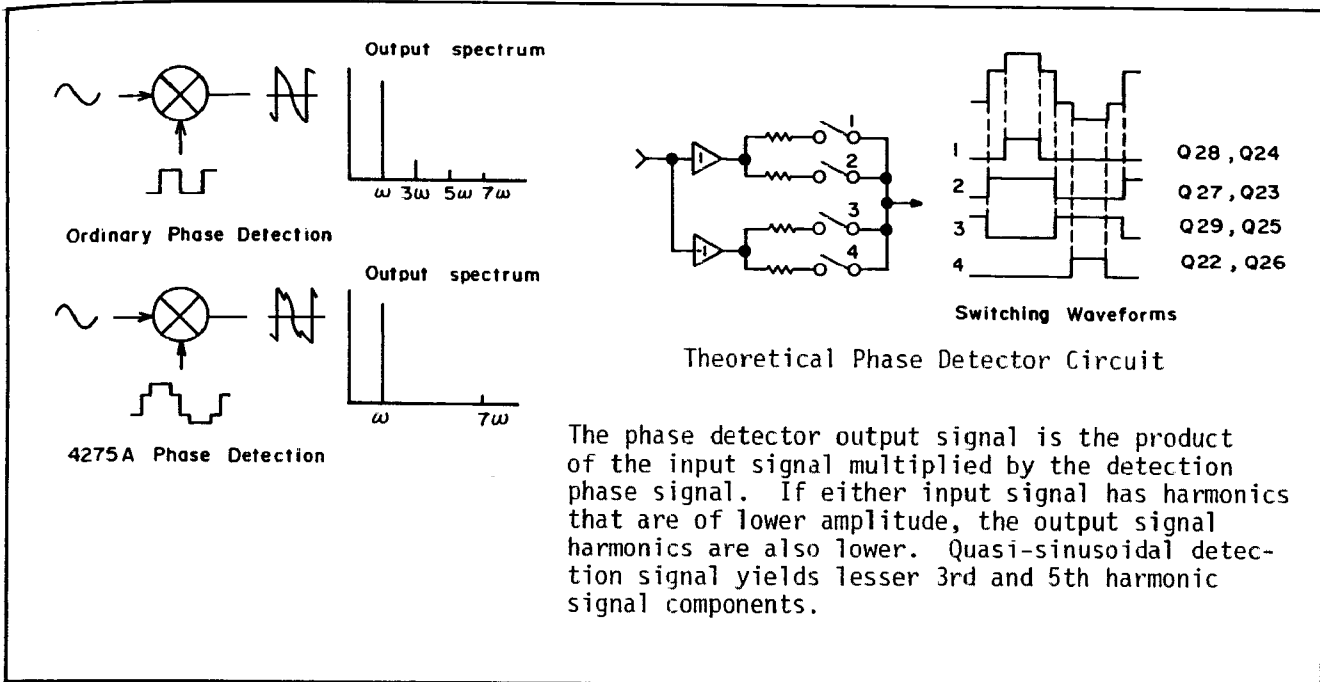 Output spectrum
ω 3ω 5ω 7ω
Ordinary Phase Detection
Output spectrum
ω 7ω
4275A Phase Detection
1
1
2
3
-1
4
1 Q28, Q24
2 Q27, Q23
3 Q29, Q25
4 Q22, Q26
Switching Waveforms
Theoretical Phase Detector Circuit
The phase detector output signal is the product
of the input signal multiplied by the detection
phase signal. If either input signal has harmonics
that are of lower amplitude, the output signal
harmonics are also lower. Quasi-sinusoidal detec-
tion signal yields lesser 3rd and 5th harmonic
signal components.